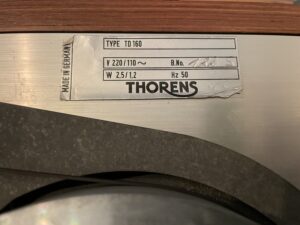 MADE IN GERMANY
TYPE TD 160
V 220/110 ~ B.No.
W 2,5/1,2 Hz 50
THORENS